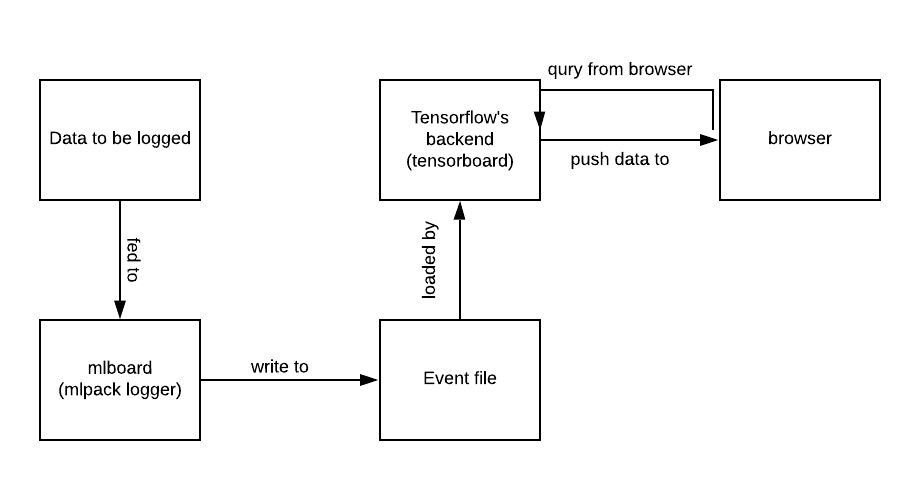 qury from browser
Data to be logged
Tensorflow's
backend
(tensorboard)
browser
push data to
fed to
loaded by
mlboard
(mlpack logger)
write to
Event file